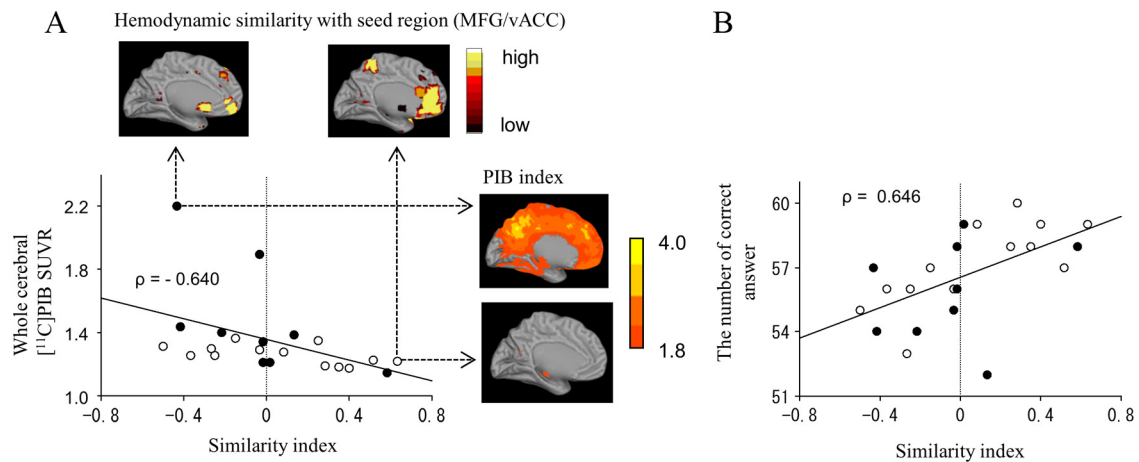 A
Hemodynamic similarity with seed region (MFG/vACC)
high
low
PIB index
4.0
1.8
Whole cerebral
[¹¹C]PIB SUVR
2.2
1.8
1.4
1.0
ρ = - 0.640
-0.8
-0.4
0
0.4
0.8
Similarity index
B
The number of correct
answer
60
57
54
51
ρ = 0.646
-0.8
-0.4
0
0.4
0.8
Similarity index